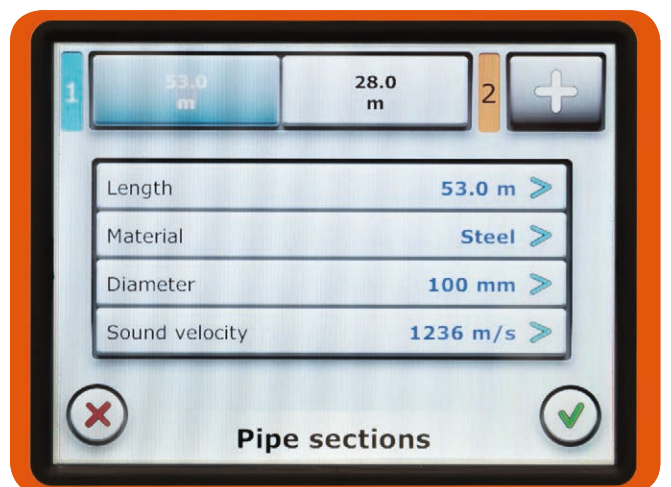 1
53.0
m
28.0
m
2
Length 53.0 m
Material Steel
Diameter 100 mm
Sound velocity 1236 m/s
Pipe sections